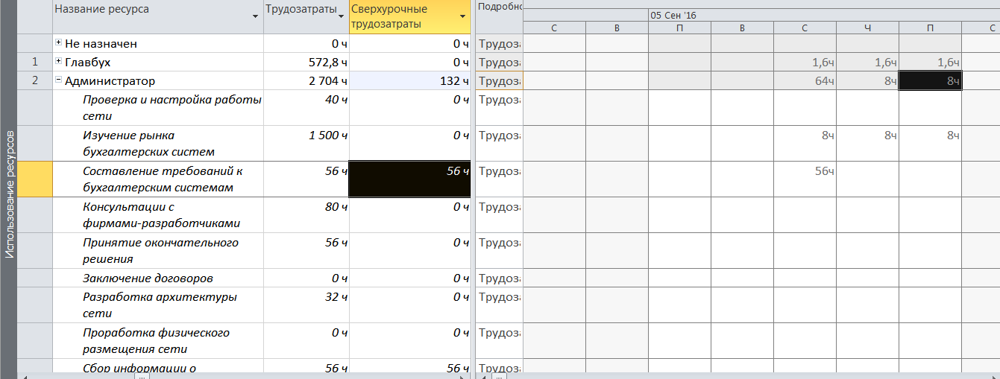 Использование ресурсов
Название ресурса Трудозатраты Сверхурочные трудозатраты Подробно
05 Сен '16
С В П В С Ч П С
Не назначен 0 ч 0 ч Трудоза
1 Главбух 572,8 ч 0 ч Трудоза 1,6ч 1,6ч 1,6ч
2 Администратор 2 704 ч 132 ч Трудоза 64ч 8ч 8ч
Проверка и настройка работы 40 ч 0 ч Трудоза
сети
Изучение рынка 1 500 ч 0 ч Трудоза 8ч 8ч 8ч
бухгалтерских систем
Составление требований к 56 ч 56 ч Трудоза 56ч
бухгалтерским системам
Консультации с 80 ч 0 ч Трудоза
фирмами-разработчиками
Принятие окончательного 56 ч 0 ч Трудоза
решения
Заключение договоров 0 ч 0 ч Трудоза
Разработка архитектуры 32 ч 0 ч Трудоза
сети
Проработка физического 0 ч 0 ч Трудоза
размещения сети
Сбор информации о 56 ч 56 ч Трудоза